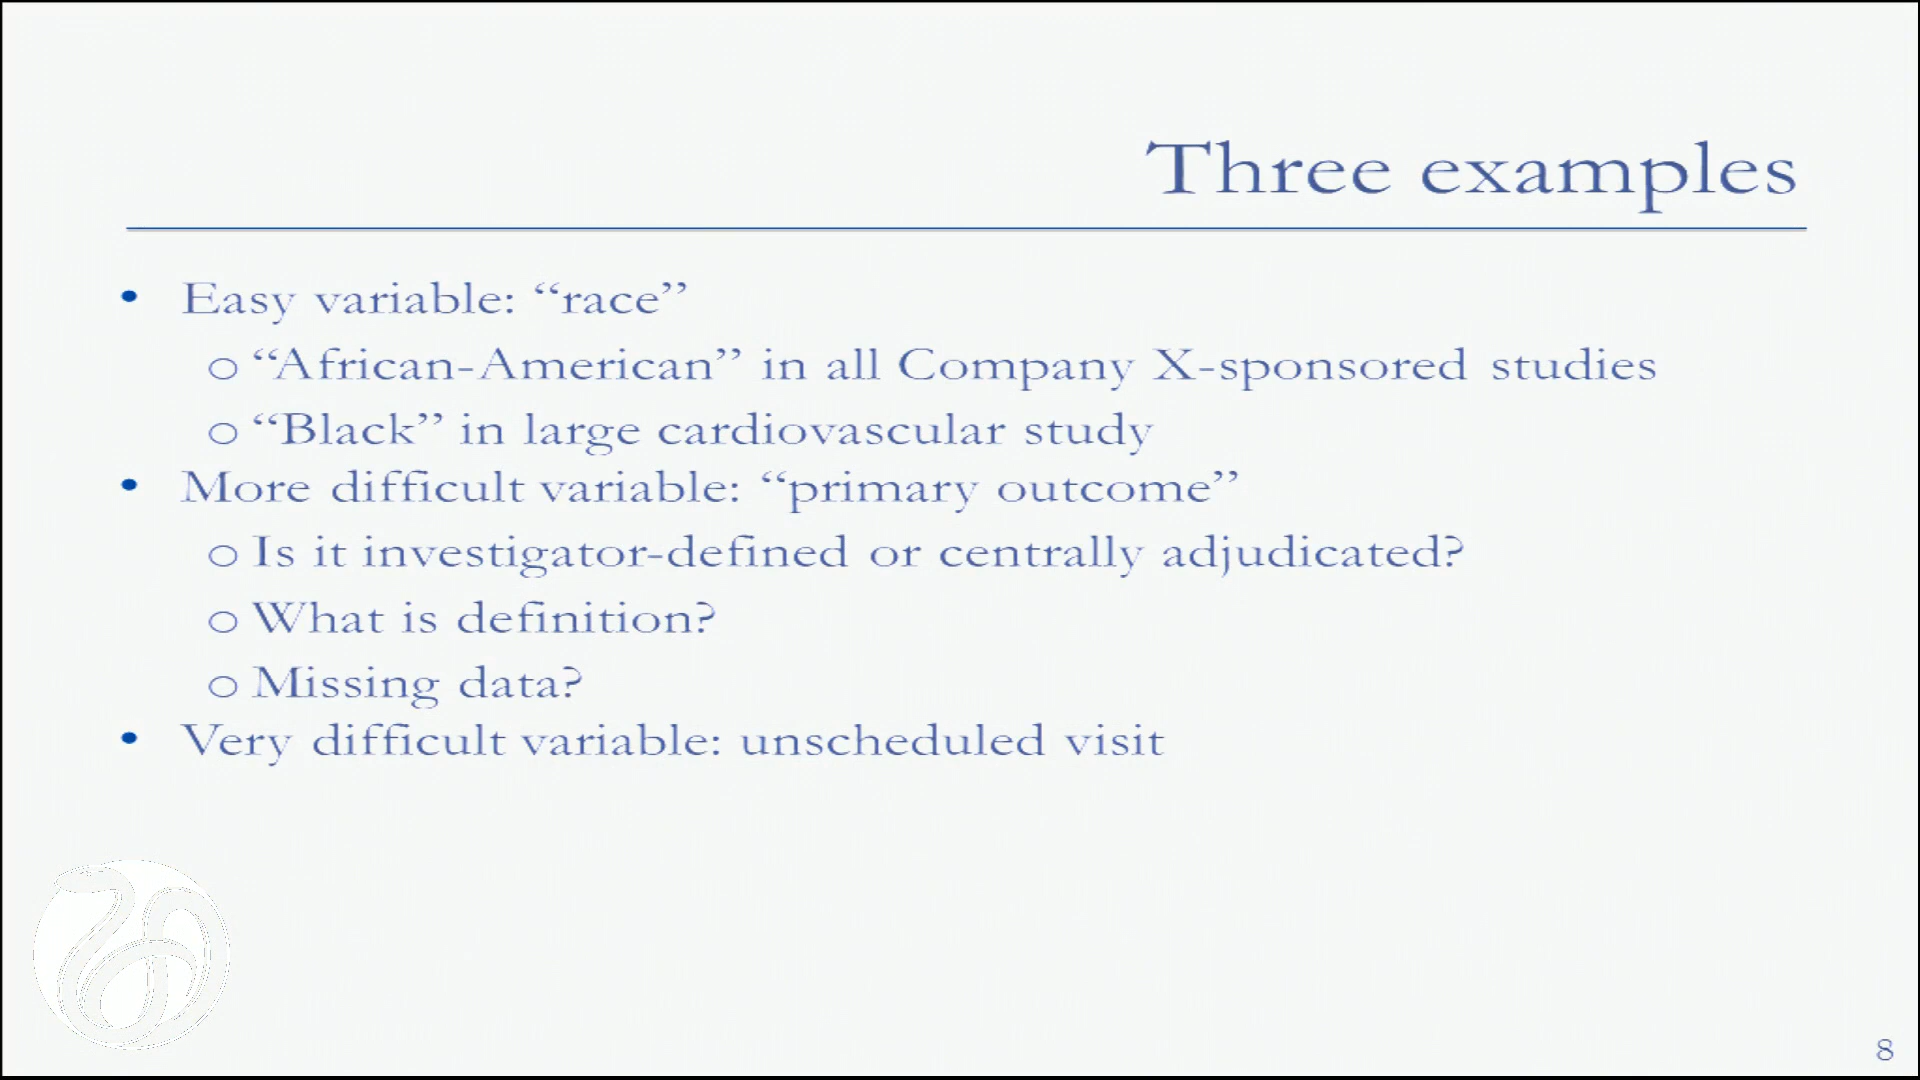 Three examples
• Easy variable: “race”
o “African-American” in all Company X-sponsored studies
o “Black” in large cardiovascular study
• More difficult variable: “primary outcome”
o Is it investigator-defined or centrally adjudicated?
o What is definition?
o Missing data?
• Very difficult variable: unscheduled visit
8